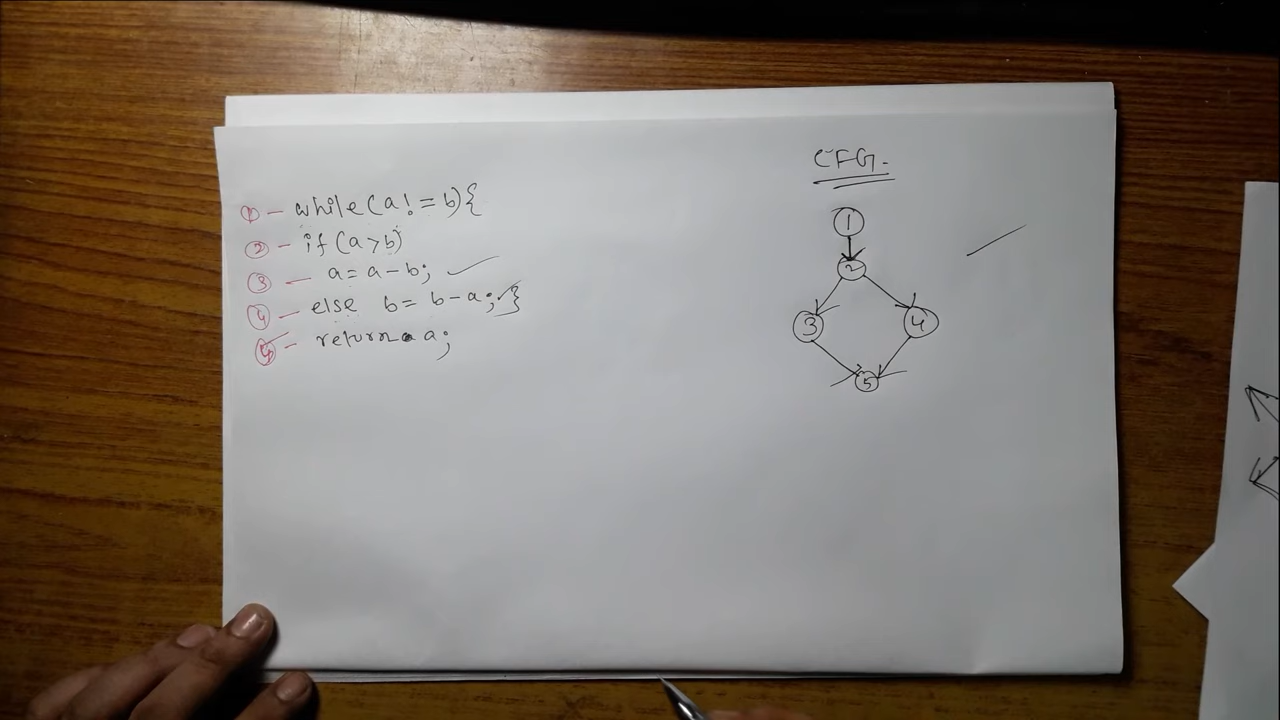 ① - while(a!=b){
② - if(a>b)
③ - a=a-b;
④ - else b=b-a;}
⑤ - return a;
CFG.
1
2
3 4
5